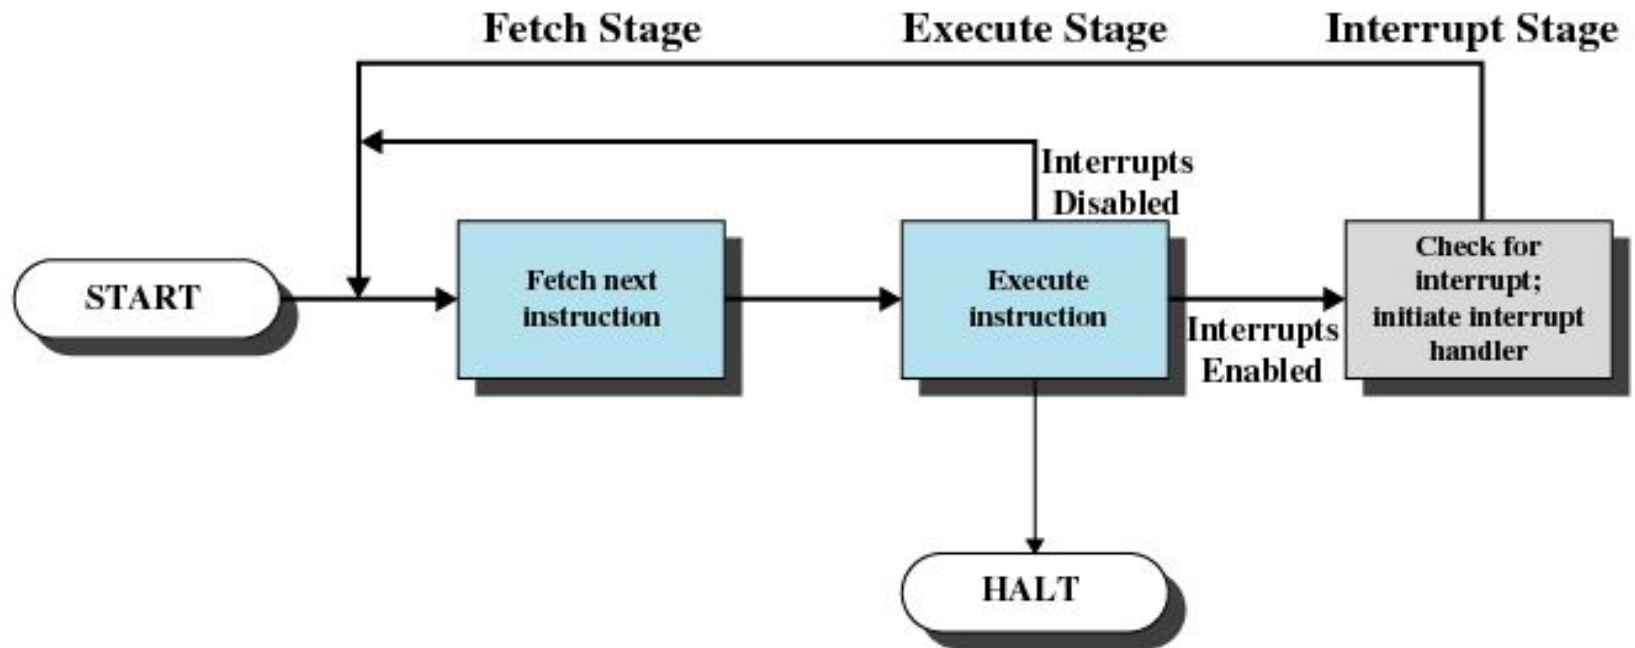 Fetch Stage
Execute Stage
Interrupt Stage
Interrupts
Disabled
START
Fetch next
instruction
Execute
instruction
Interrupts
Enabled
Check for
interrupt;
initiate interrupt
handler
HALT